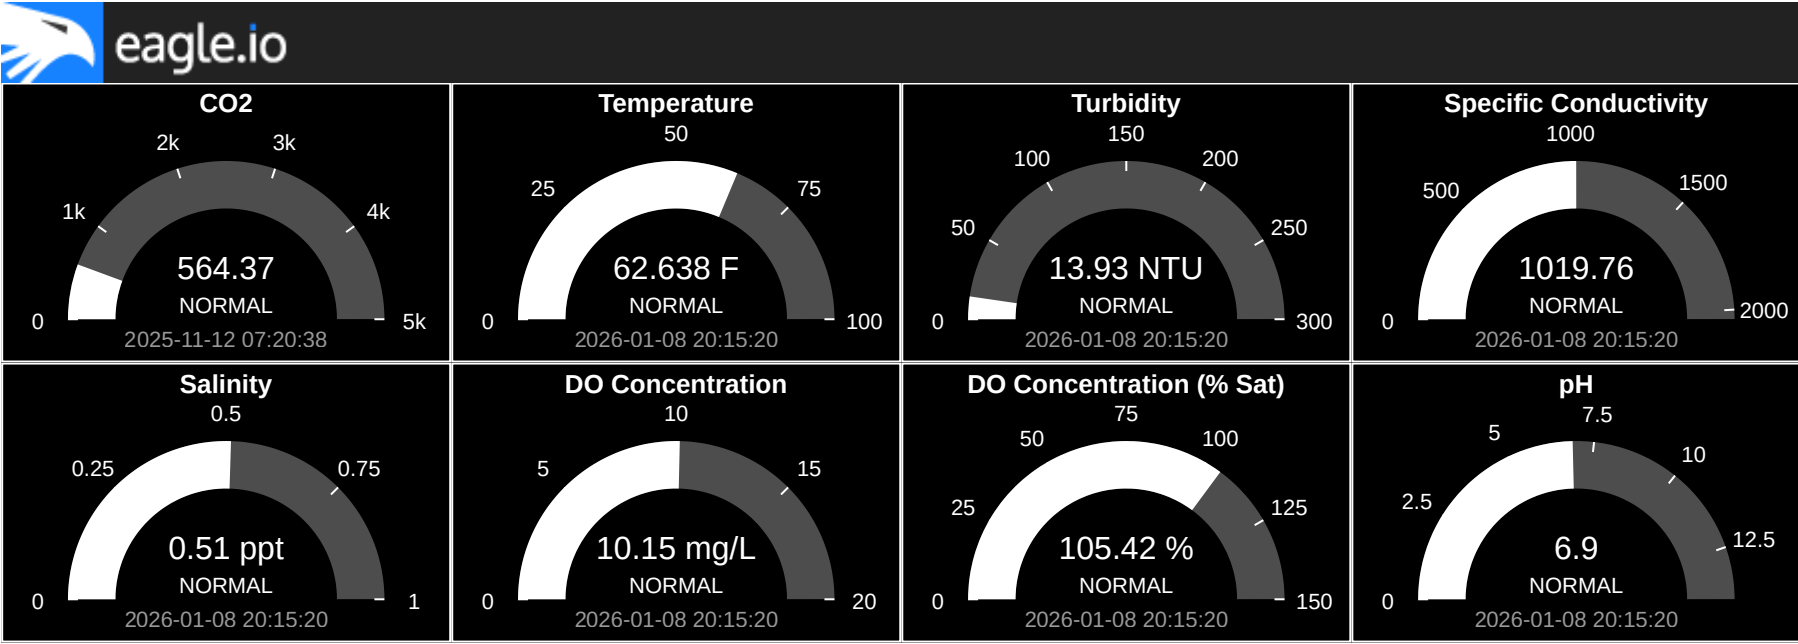 eagle.io
CO2
2k
3k
1k
4k
564.37
NORMAL
0
5k
2025-11-12 07:20:38
Temperature
50
25
75
62.638 F
NORMAL
0
100
2026-01-08 20:15:20
Turbidity
150
100
200
50
250
13.93 NTU
NORMAL
0
300
2026-01-08 20:15:20
Specific Conductivity
1000
500
1500
1019.76
NORMAL
0
2000
2026-01-08 20:15:20
Salinity
0.5
0.25
0.75
0.51 ppt
NORMAL
0
1
2026-01-08 20:15:20
DO Concentration
10
5
15
10.15 mg/L
NORMAL
0
20
2026-01-08 20:15:20
DO Concentration (% Sat)
75
50
100
25
125
105.42 %
NORMAL
0
150
2026-01-08 20:15:20
pH
7.5
5
10
2.5
12.5
6.9
NORMAL
0
2026-01-08 20:15:20